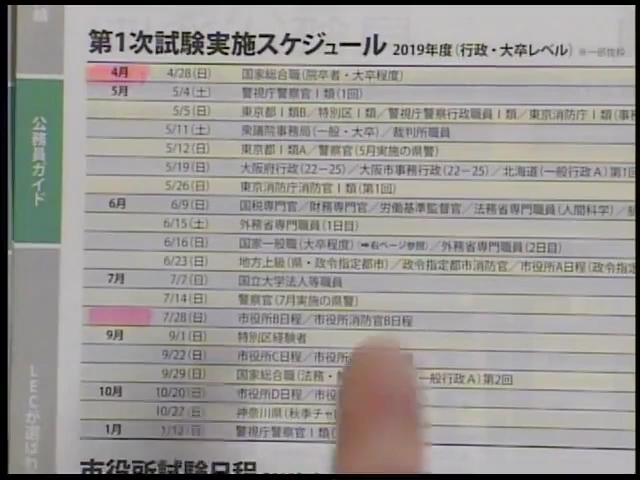 第1次試験実施スケジュール 2019年度(行政・大卒レベル) ※一部抜粋
4月 4/28(日) 国家総合職(院卒者・大卒程度)
5月 5/4(土) 警視庁警察官Ⅰ類(1回)
5/5(日) 東京都Ⅰ類B/特別区Ⅰ類/警視庁警察行政職員Ⅰ類/東京消防庁Ⅰ類
5/11(土) 衆議院事務局(一般・大卒)/裁判所職員
5/12(日) 東京都Ⅰ類A/警察官(5月実施の県警)
5/19(日) 大阪府行政(22−25)/大阪市事務行政(22−25)/北海道(一般行政A)第1回
5/26(日) 東京消防庁消防官Ⅰ類(第1回)
6月 6/9(日) 国税専門官/財務専門官/労働基準監督官/法務省専門職員(人間科学)/
6/15(土) 外務省専門職員(1日目)
6/16(日) 国家一般職(大卒程度)(➡右ページ参照)/外務省専門職員(2日目)
6/23(日) 地方上級(県・政令指定都市)/政令指定都市消防官/市役所A日程(政令指定
7月 7/7(日) 国立大学法人等職員
7/14(日) 警察官(7月実施の県警)
7/28(日) 市役所B日程/市役所消防官B日程
9月 9/1(日) 特別区経験者
9/22(日) 市役所C日程/市役所
9/29(日) 国家総合職(法務・ 一般行政A)第2回
10月 10/20(日) 市役所D日程/市
10/27(日) 神奈川県(秋季チャ
1月 1/12(日) 警視庁警察官Ⅰ類(
市役所試験日程
公務員ガイド
LECが選ばれ